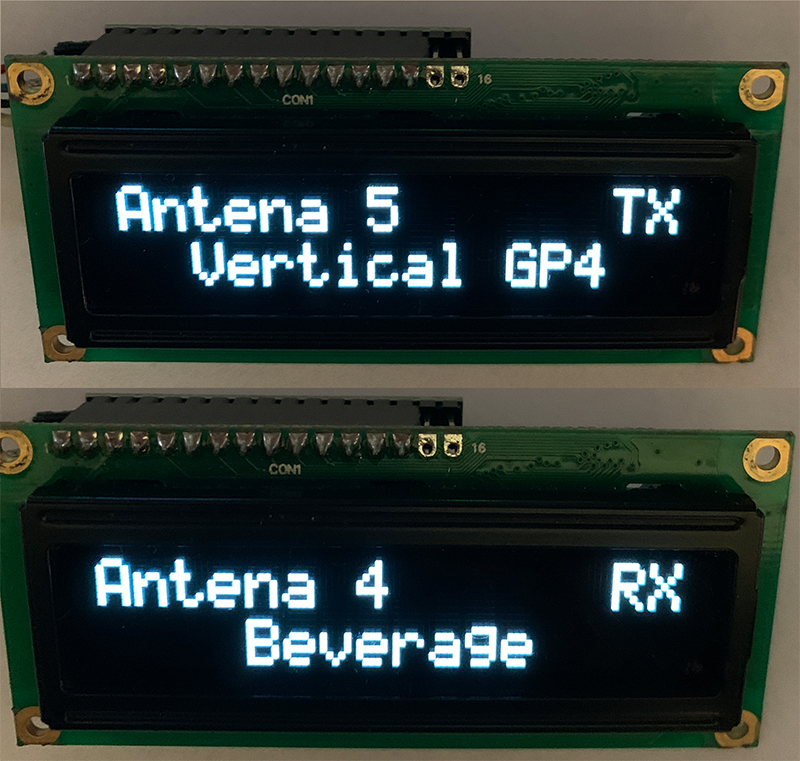 16
CON1
Antena 5 TX
Vertical GP4
16
CON1
Antena 4 RX
Beverage